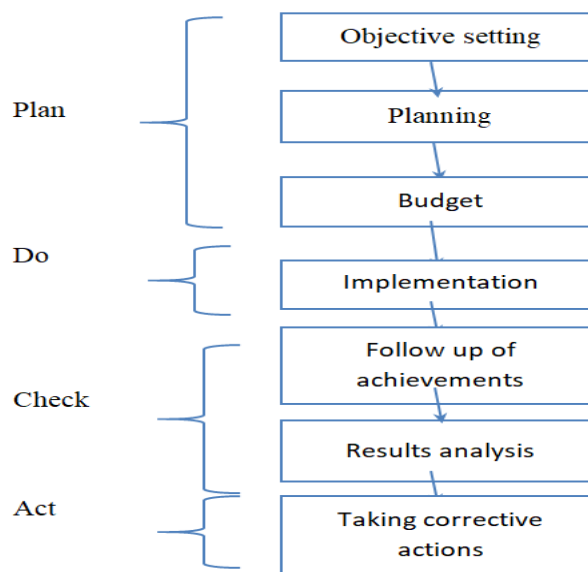 Objective setting
Plan
Planning
Budget
Do
Implementation
Follow up of
achievements
Check
Results analysis
Act
Taking corrective
actions